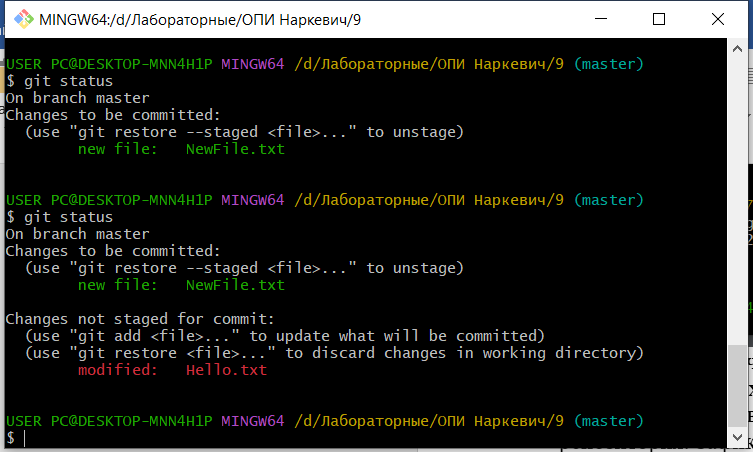 MINGW64:/d/Лабораторные/ОПИ Наркевич/9
USER PC@DESKTOP-MNN4H1P MINGW64 /d/Лабораторные/ОПИ Наркевич/9 (master)
$ git status
On branch master
Changes to be committed:
  (use "git restore --staged <file>..." to unstage)
        new file:   NewFile.txt
USER PC@DESKTOP-MNN4H1P MINGW64 /d/Лабораторные/ОПИ Наркевич/9 (master)
$ git status
On branch master
Changes to be committed:
  (use "git restore --staged <file>..." to unstage)
        new file:   NewFile.txt
Changes not staged for commit:
  (use "git add <file>..." to update what will be committed)
  (use "git restore <file>..." to discard changes in working directory)
        modified:   Hello.txt
USER PC@DESKTOP-MNN4H1P MINGW64 /d/Лабораторные/ОПИ Наркевич/9 (master)
$